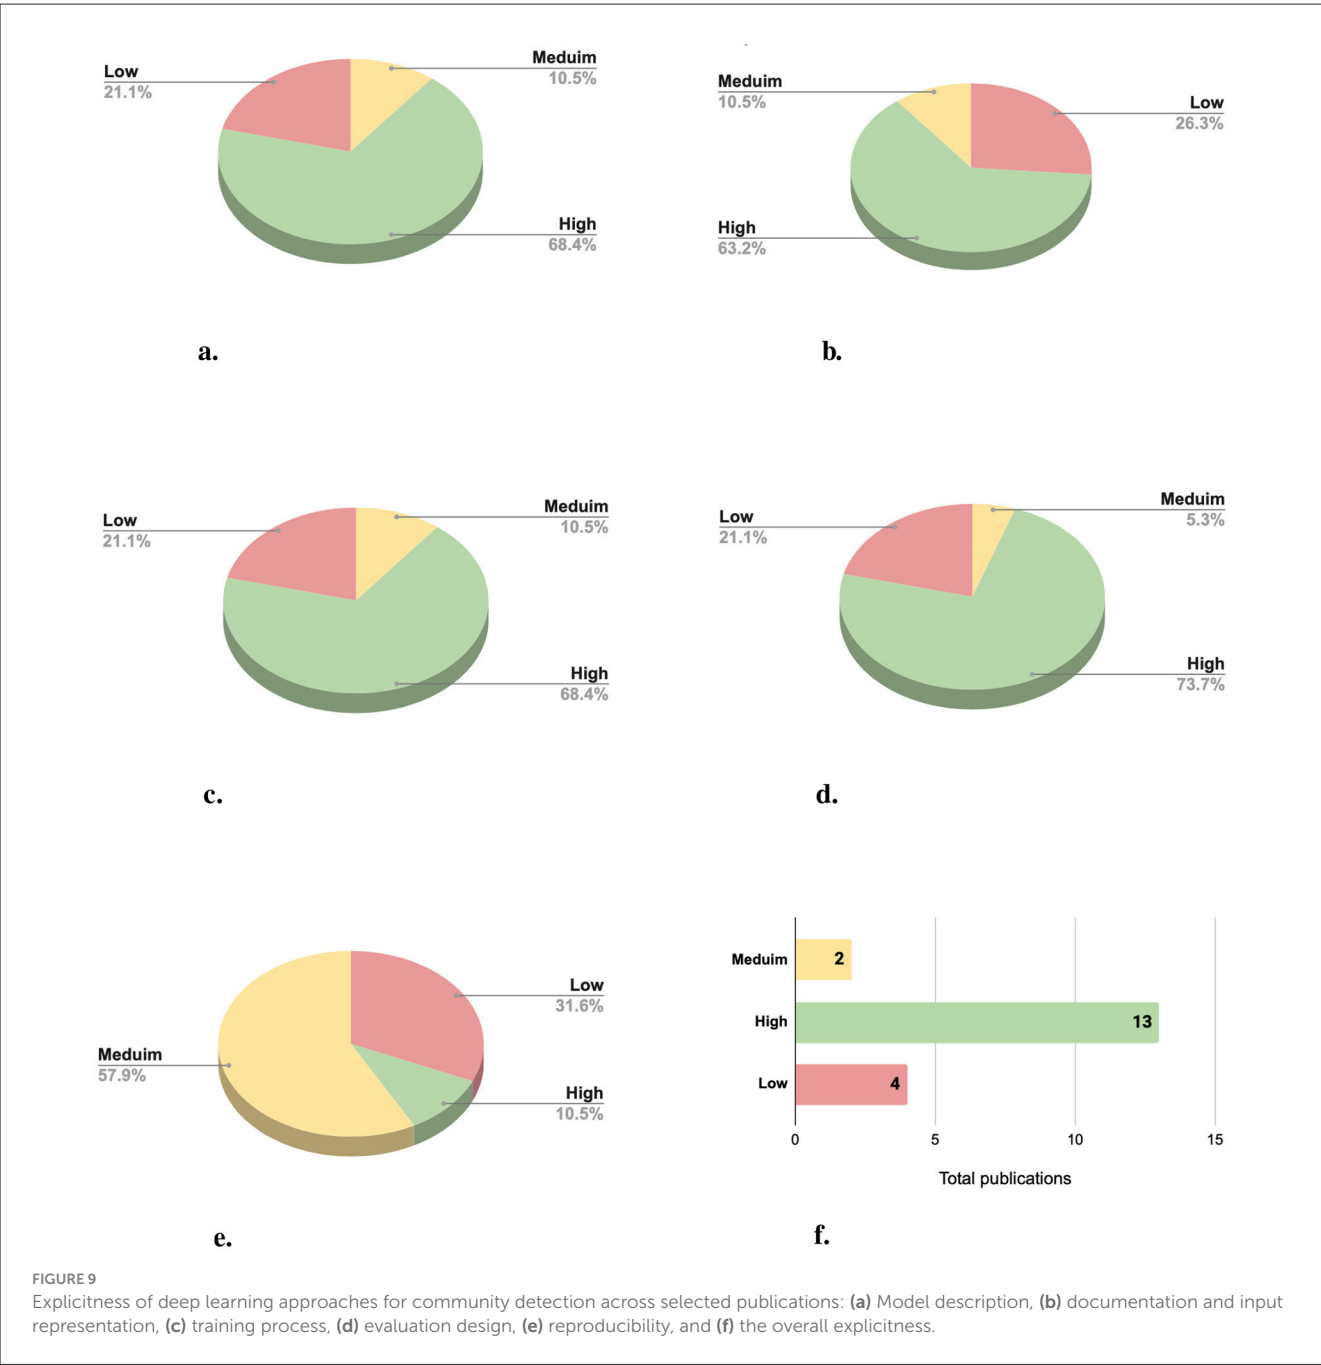 Low
21.1%
Meduim
10.5%
High
68.4%
a.
Meduim
10.5%
Low
26.3%
High
63.2%
b.
Low
21.1%
Meduim
10.5%
High
68.4%
c.
Low
21.1%
Meduim
5.3%
High
73.7%
d.
Low
31.6%
Meduim
57.9%
High
10.5%
e.
Meduim 2
High 13
Low 4
0 5 10 15
Total publications
f.
FIGURE 9
Explicitness of deep learning approaches for community detection across selected publications: (a) Model description, (b) documentation and input
representation, (c) training process, (d) evaluation design, (e) reproducibility, and (f) the overall explicitness.